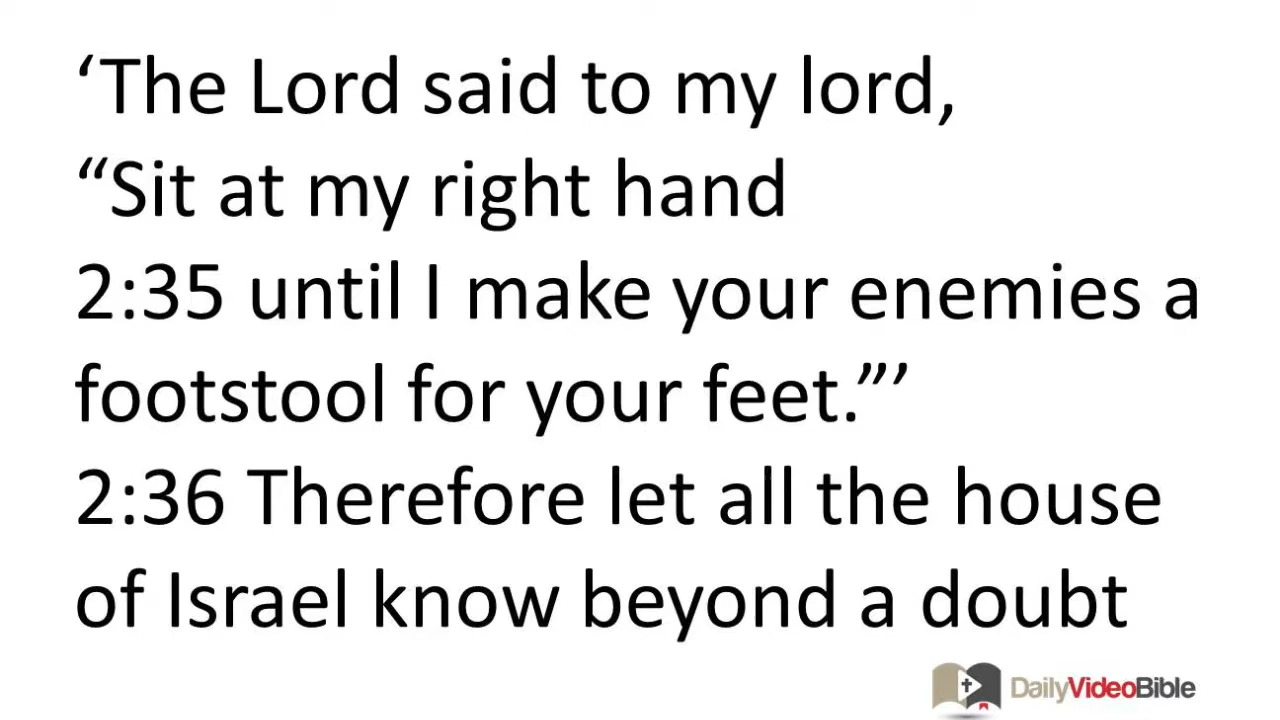 ‘The Lord said to my lord,
“Sit at my right hand
2:35 until I make your enemies a
footstool for your feet.”’
2:36 Therefore let all the house
of Israel know beyond a doubt
DailyVideoBible